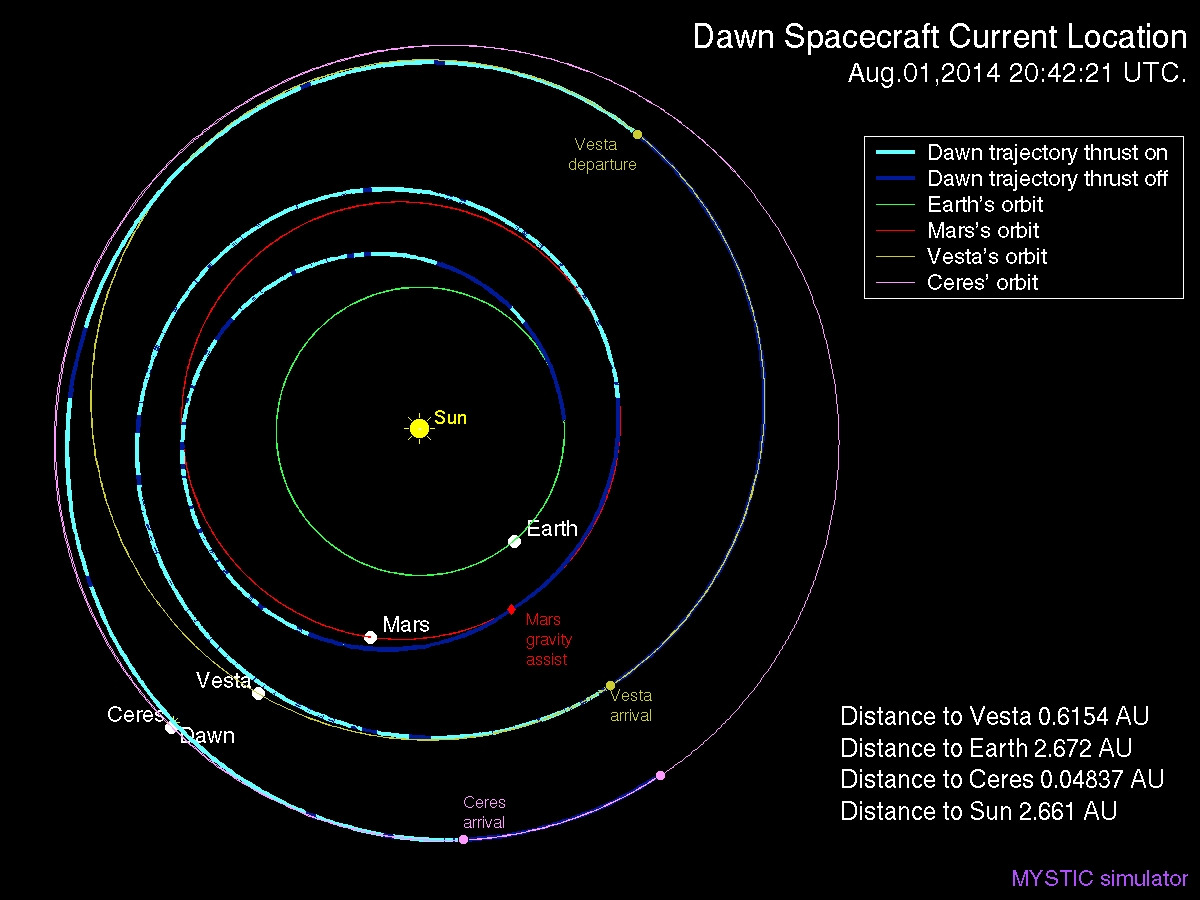 Dawn Spacecraft Current Location
Aug.01,2014 20:42:21 UTC.
Dawn trajectory thrust on
Dawn trajectory thrust off
Earth's orbit
Mars's orbit
Vesta's orbit
Ceres' orbit
Vesta
departure
Sun
Earth
Mars
Mars
gravity
assist
Vesta
Vesta
arrival
Ceres
Dawn
Ceres
arrival
Distance to Vesta 0.6154 AU
Distance to Earth 2.672 AU
Distance to Ceres 0.04837 AU
Distance to Sun 2.661 AU
MYSTIC simulator